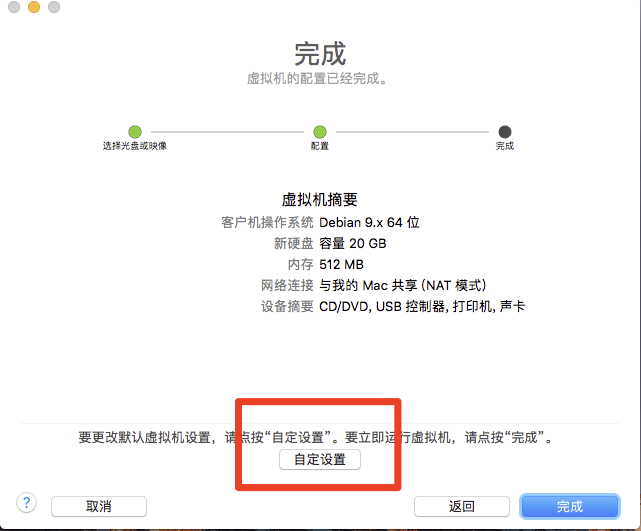 完成
虚拟机的配置已经完成。
选择光盘或映像
配置
完成
虚拟机摘要
客户机操作系统 Debian 9.x 64 位
新硬盘 容量 20 GB
内存 512 MB
网络连接 与我的 Mac 共享 (NAT 模式)
设备摘要 CD/DVD, USB 控制器, 打印机, 声卡
要更改默认虚拟机设置，请点按“自定设置”。要立即运行虚拟机，请点按“完成”。
自定设置
?
取消
返回
完成